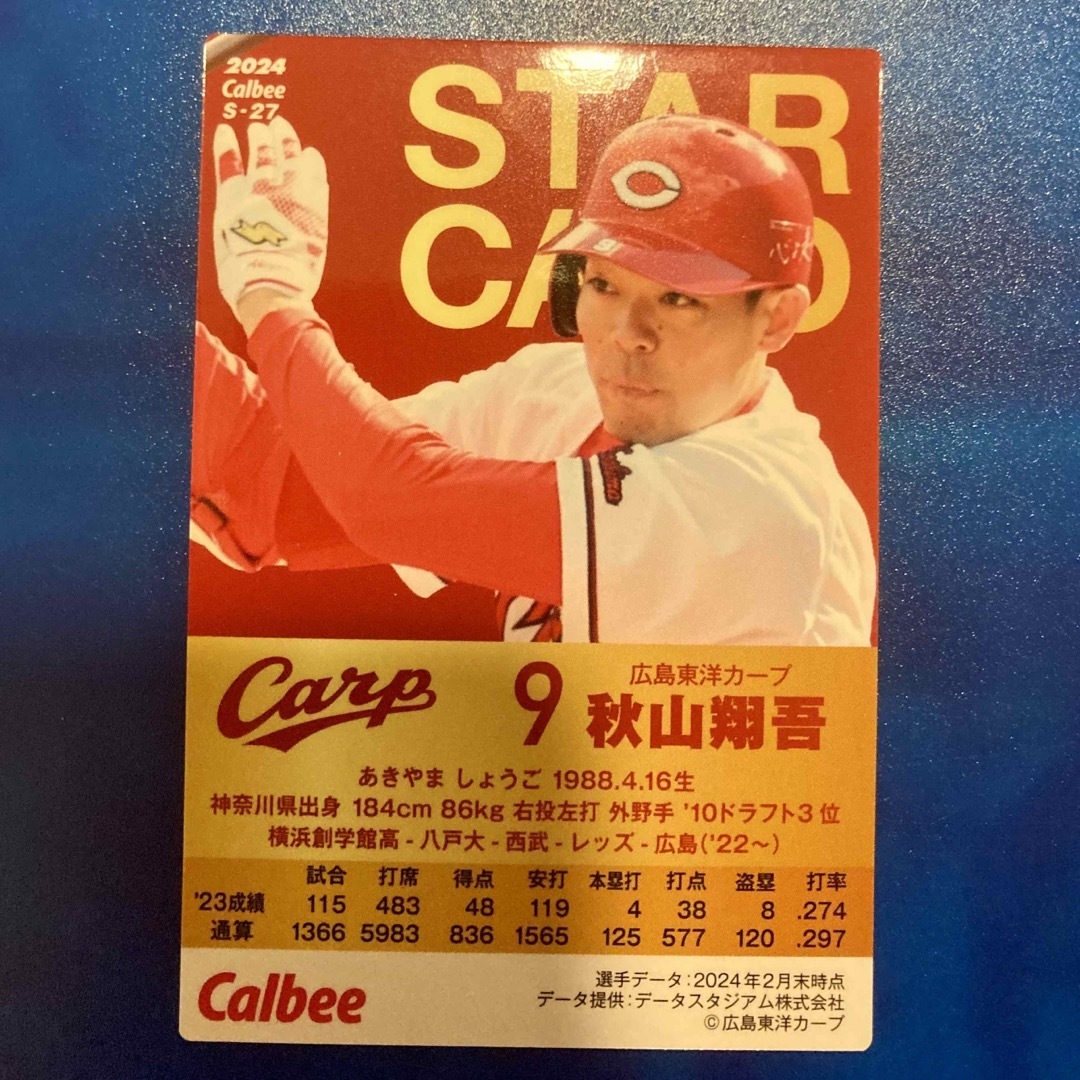 2024
Calbee
S-27
STAR
CARD
C
9
広島東洋カープ
Carp 9 秋山翔吾
あきやま しょうご 1988.4.16生
神奈川県出身 184cm 86kg 右投左打 外野手 '10ドラフト3位
横浜創学館高 - 八戸大 - 西武 - レッズ - 広島('22〜)
試合 打席 得点 安打 本塁打 打点 盗塁 打率
'23成績 115 483 48 119 4 38 8 .274
通算 1366 5983 836 1565 125 577 120 .297
Calbee
選手データ:2024年2月末時点
データ提供:データスタジアム株式会社
©広島東洋カープ